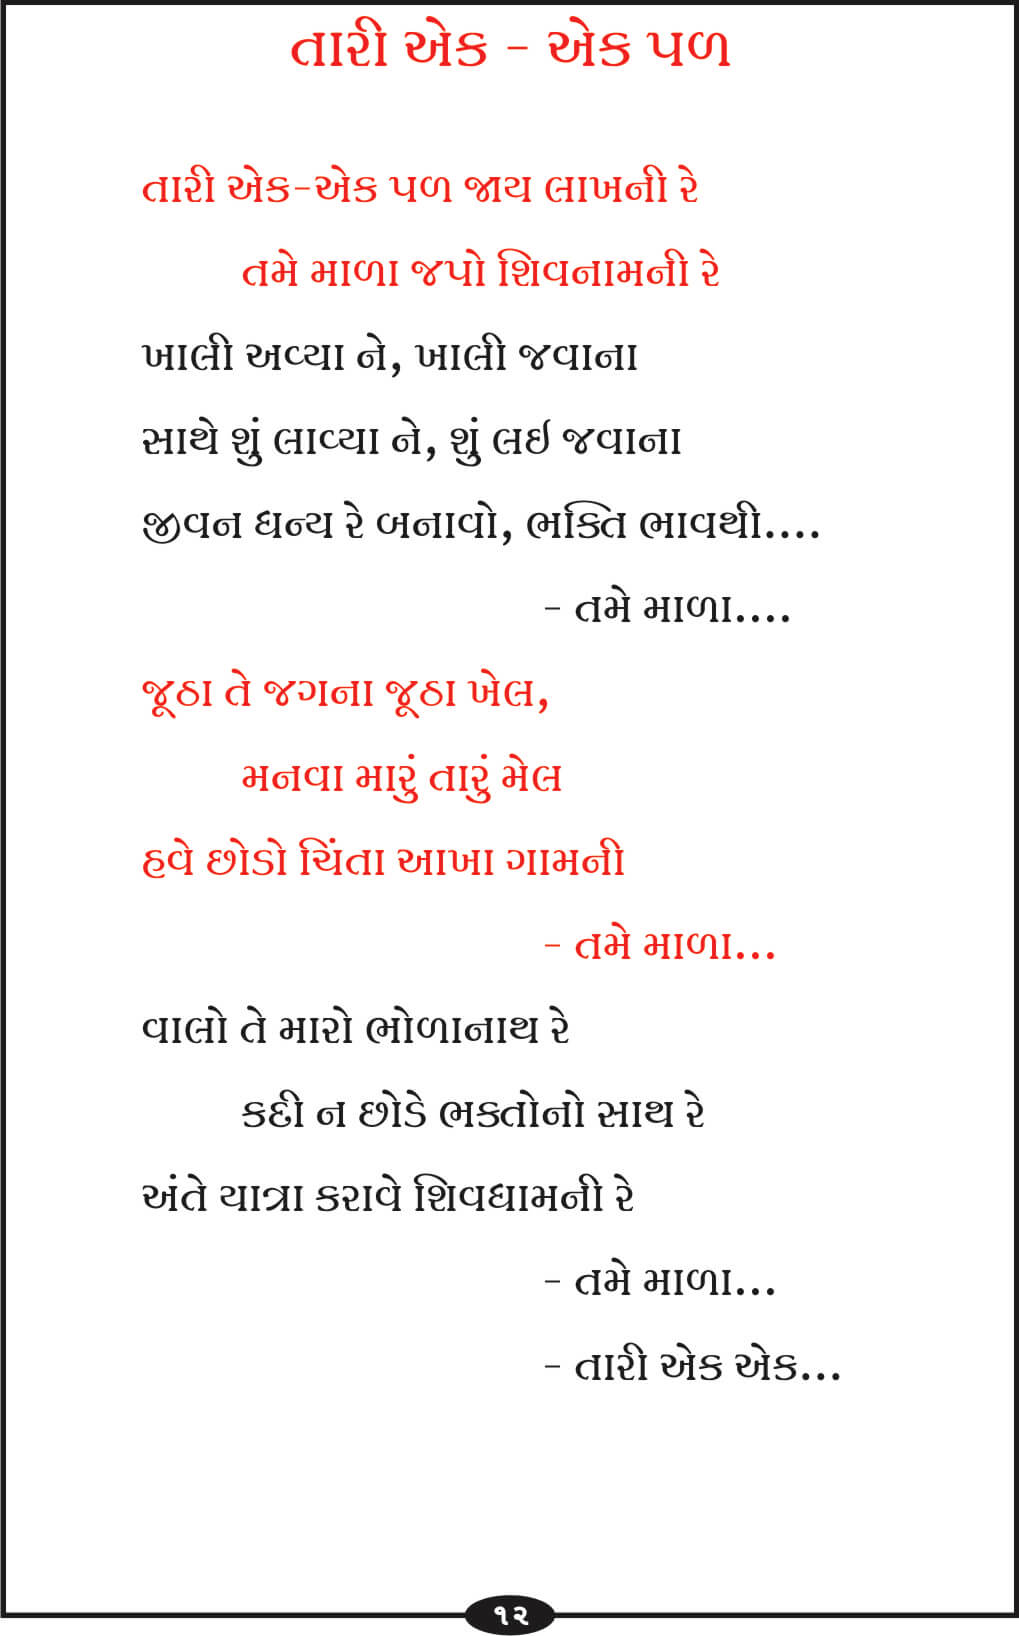 તારી એક - એક પળ
તારી એક-એક પળ જાય લાખની રે
તમે માળા જપો શિવનામની રે
ખાલી અવ્યા ને, ખાલી જવાના
સાથે શું લાવ્યા ને, શું લઇ જવાના
જીવન ધન્ય રે બનાવો, ભક્તિ ભાવથી....
- તમે માળા....
જૂઠા તે જગના જૂઠા ખેલ,
મનવા મારું તારું મેલ
હવે છોડો ચિંતા આખા ગામની
- તમે માળા...
વાલો તે મારો ભોળાનાથ રે
કદી ન છોડે ભક્તોનો સાથ રે
અંતે યાત્રા કરાવે શિવધામની રે
- તમે માળા...
- તારી એક એક...
૧૨